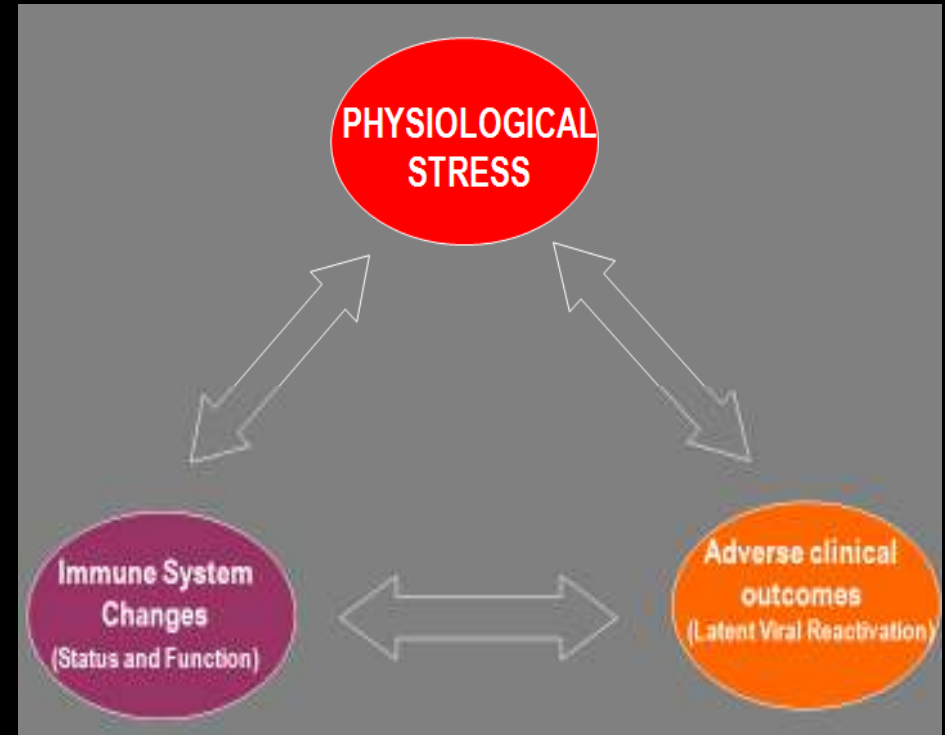 PHYSIOLOGICAL
STRESS
Immune System
Changes
(Status and Function)
Adverse clinical
outcomes
(Latent Viral Reactivation)